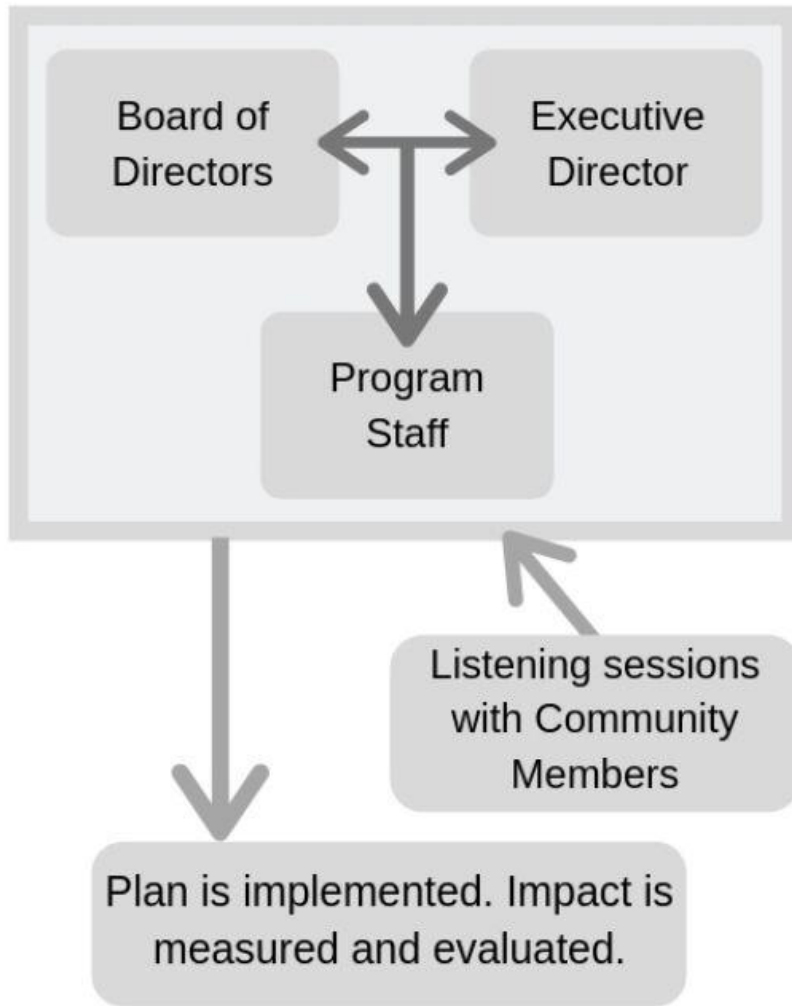 Board of
Directors
Executive
Director
Program
Staff
Listening sessions
with Community
Members
Plan is implemented. Impact is
measured and evaluated.